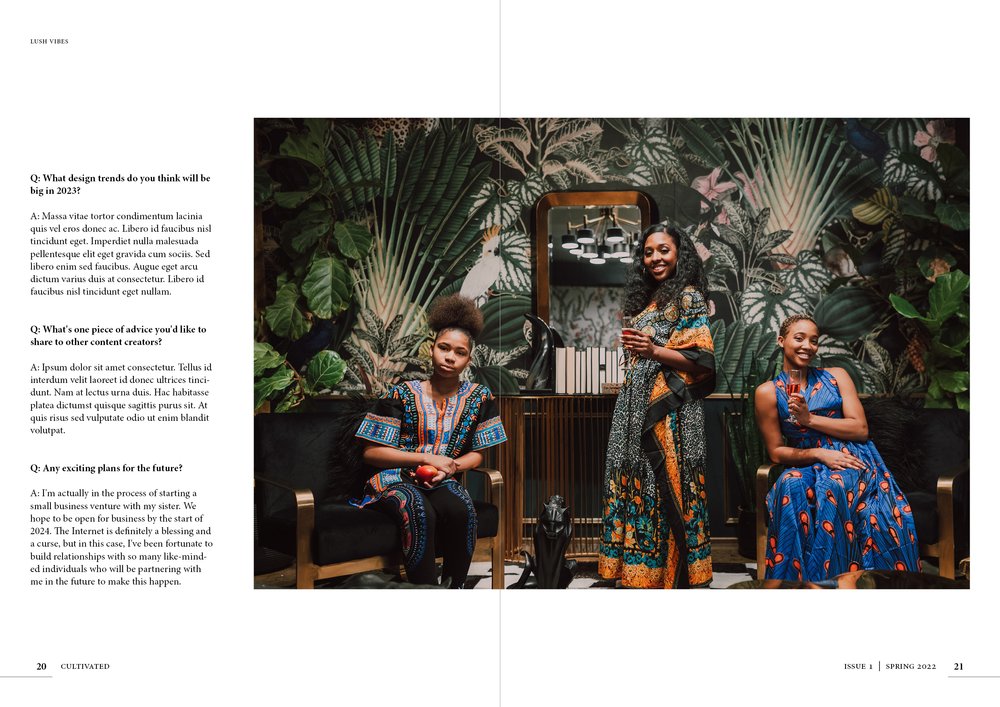 LUSH VIBES
Q: What design trends do you think will be
big in 2023?
A: Massa vitae tortor condimentum lacinia
quis vel eros donec ac. Libero id faucibus nisl
tincidunt eget. Imperdiet nulla malesuada
pellentesque elit eget gravida cum sociis. Sed
libero enim sed faucibus. Augue eget arcu
dictum varius duis at consectetur. Libero id
faucibus nisl tincidunt eget nullam.
Q: What's one piece of advice you'd like to
share to other content creators?
A: Ipsum dolor sit amet consectetur. Tellus id
interdum velit laoreet id donec ultrices tinci-
dunt. Nam at lectus urna duis. Hac habitasse
platea dictumst quisque sagittis purus sit. At
quis risus sed vulputate odio ut enim blandit
volutpat.
Q: Any exciting plans for the future?
A: I'm actually in the process of starting a
small business venture with my sister. We
hope to be open for business by the start of
2024. The Internet is definitely a blessing and
a curse, but in this case, I've been fortunate to
build relationships with so many like-mind-
ed individuals who will be partnering with
me in the future to make this happen.
20 CULTIVATED
ISSUE 1 | SPRING 2022 21